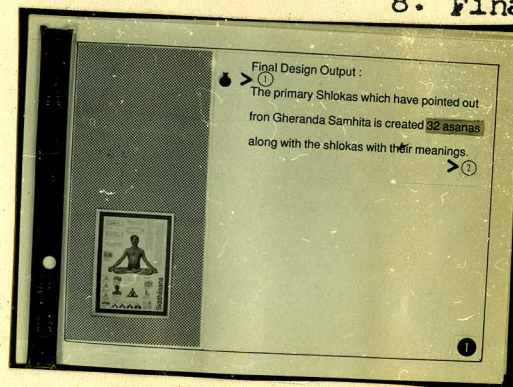 8. Fina
Final Design Output :
> 1
The primary Shlokas which have pointed out
fron Gheranda Samhita is created 32 asanas
along with the shlokas with their meanings.
> 2
Siddhasana
1